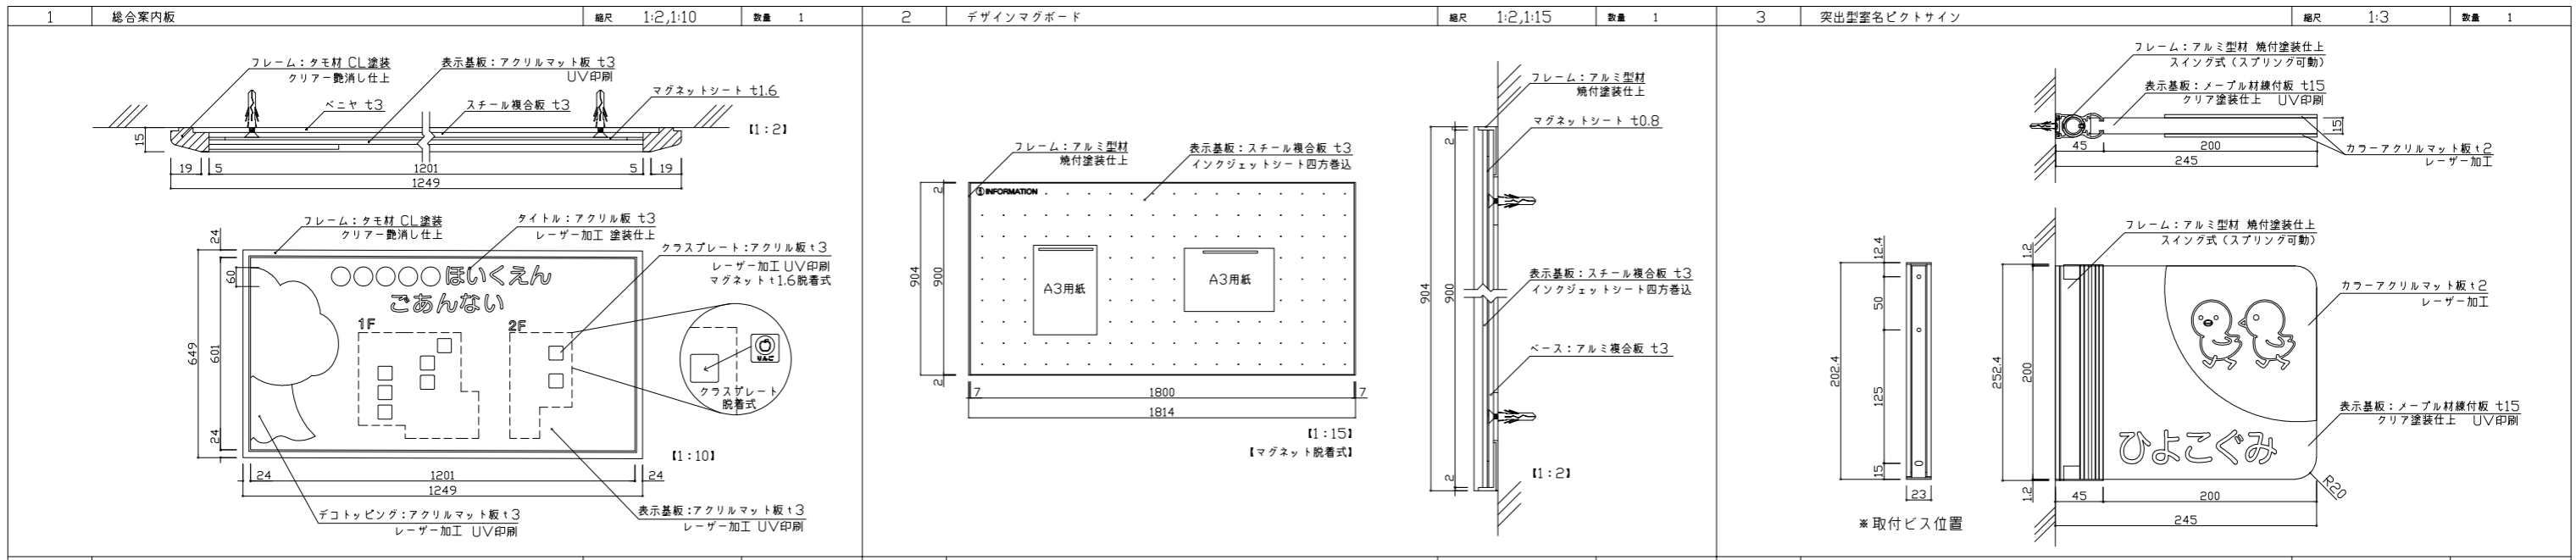 1 総合案内板 縮尺 1:2,1:10 数量 1
フレーム：タモ材 CL塗装
クリアー艶消し仕上
表示基板：アクリルマット板 t3
UV印刷
マグネットシート t1.6
ベニヤ t3
スチール複合板 t3
【1：2】
15
19 5 1201 5 19
1249
フレーム：タモ材 CL塗装
クリアー艶消し仕上
タイトル：アクリル板 t3
レーザー加工 塗装仕上
クラスプレート：アクリル板 t3
レーザー加工 UV印刷
マグネット t1.6脱着式
24
60
649
601
24
○○○○○ほいくえん
ごあんない
1F
2F
りんご
クラスプレート
脱着式
【1：10】
24 1201 24
1249
デコトッピング：アクリルマット板 t3
レーザー加工 UV印刷
表示基板：アクリルマット板 t3
レーザー加工 UV印刷
2 デザインマグボード 縮尺 1:2,1:15 数量 1
フレーム：アルミ型材
焼付塗装仕上
表示基板：スチール複合板 t3
インクジェットシート四方巻込
INFORMATION
A3用紙
A3用紙
2
904
900
2
7 1800 7
1814
【1：15】
【マグネット脱着式】
フレーム：アルミ型材
焼付塗装仕上
マグネットシート t0.8
表示基板：スチール複合板 t3
インクジェットシート四方巻込
ベース：アルミ複合板 t3
2
904
900
2
【1：2】
3 突出型室名ピクトサイン 縮尺 1:3 数量 1
フレーム：アルミ型材 焼付塗装仕上
スイング式（スプリング可動）
表示基板：メープル材練付板 t15
クリア塗装仕上 UV印刷
15
45 200
245
カラーアクリルマット板 t2
レーザー加工
フレーム：アルミ型材 焼付塗装仕上
スイング式（スプリング可動）
12.4
50
202.4
125
15
23
※取付ビス位置
1.2
252.4
200
1.2
カラーアクリルマット板 t2
レーザー加工
表示基板：メープル材練付板 t15
クリア塗装仕上 UV印刷
ひよこぐみ
R20
45 200
245